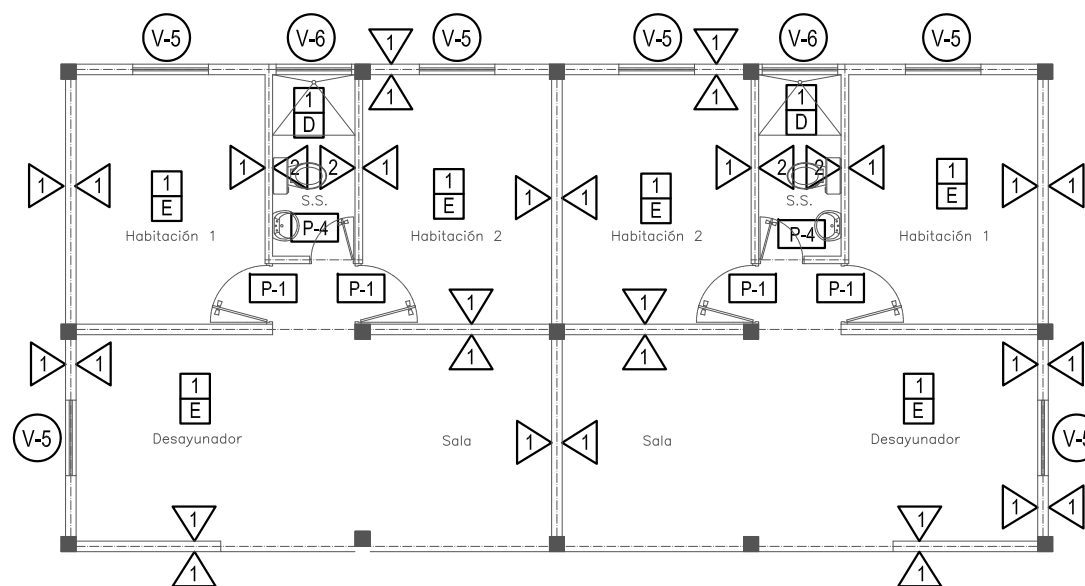 V-5 V-6 1 V-5 V-5 1 V-6 V-5
1 1
1 D 1 D
1 2 2 1 1 2 2 1
1 1 1 E 1 E 1 1 1 E 1 E 1 1
S.S. S.S.
P-4 P-4
Habitación 1 Habitación 2 Habitación 2 Habitación 1
P-1 P-1 P-1 P-1
1 1
1 1 1 1 1 1
1 E 1 E
V-5 Desayunador Sala 1 1 Sala Desayunador V-5
1 1
1 1
1 1